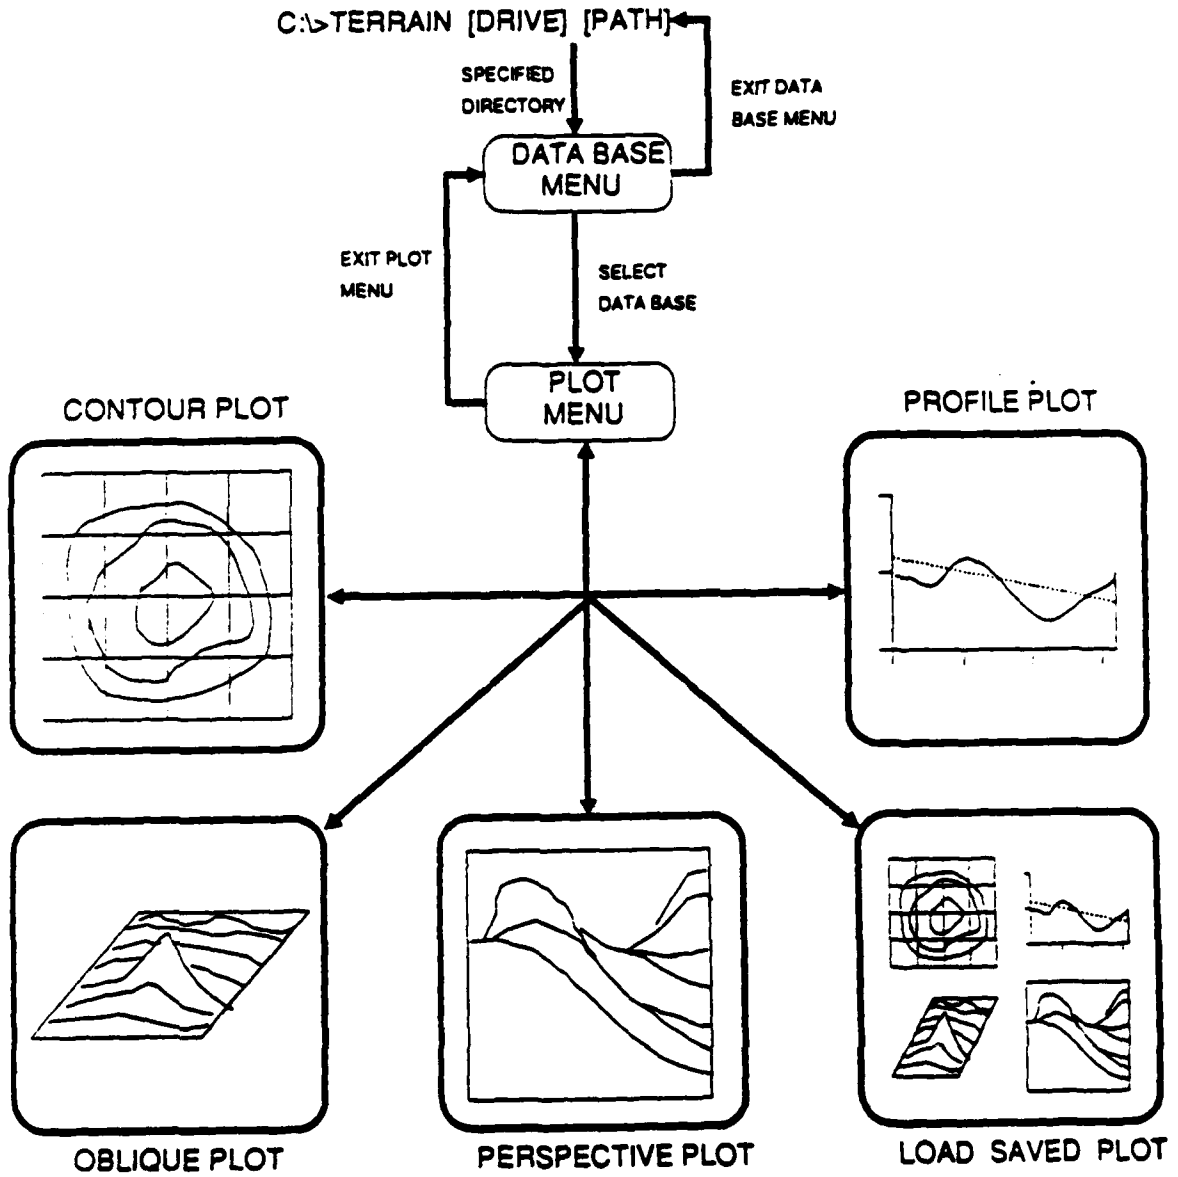 C:\>TERRAIN [DRIVE] [PATH]
SPECIFIED
DIRECTORY
EXIT DATA
BASE MENU
DATA BASE
MENU
EXIT PLOT
MENU
SELECT
DATA BASE
PLOT
MENU
CONTOUR PLOT
PROFILE PLOT
OBLIQUE PLOT
PERSPECTIVE PLOT
LOAD SAVED PLOT